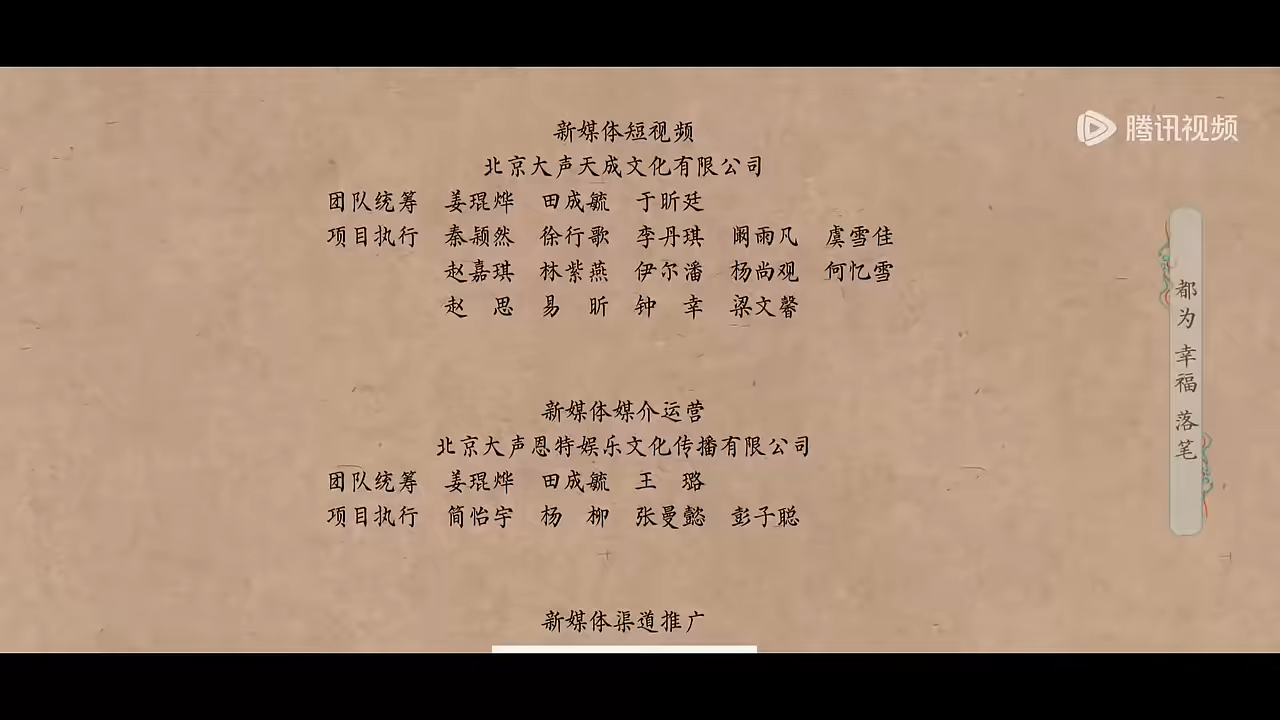 新媒体短视频
北京大声天成文化有限公司
团队统筹 姜琨烨 田成毓 于昕廷
项目执行 秦颖然 徐行歌 李丹琪 阚雨凡 虞雪佳
赵嘉琪 林紫燕 伊尔潘 杨尚观 何忆雪
赵 思 易 昕 钟 幸 梁文馨
新媒体媒介运营
北京大声恩特娱乐文化传播有限公司
团队统筹 姜琨烨 田成毓 王 璐
项目执行 简怡宇 杨 柳 张曼懿 彭子聪
新媒体渠道推广
腾讯视频
都为 幸福 落笔